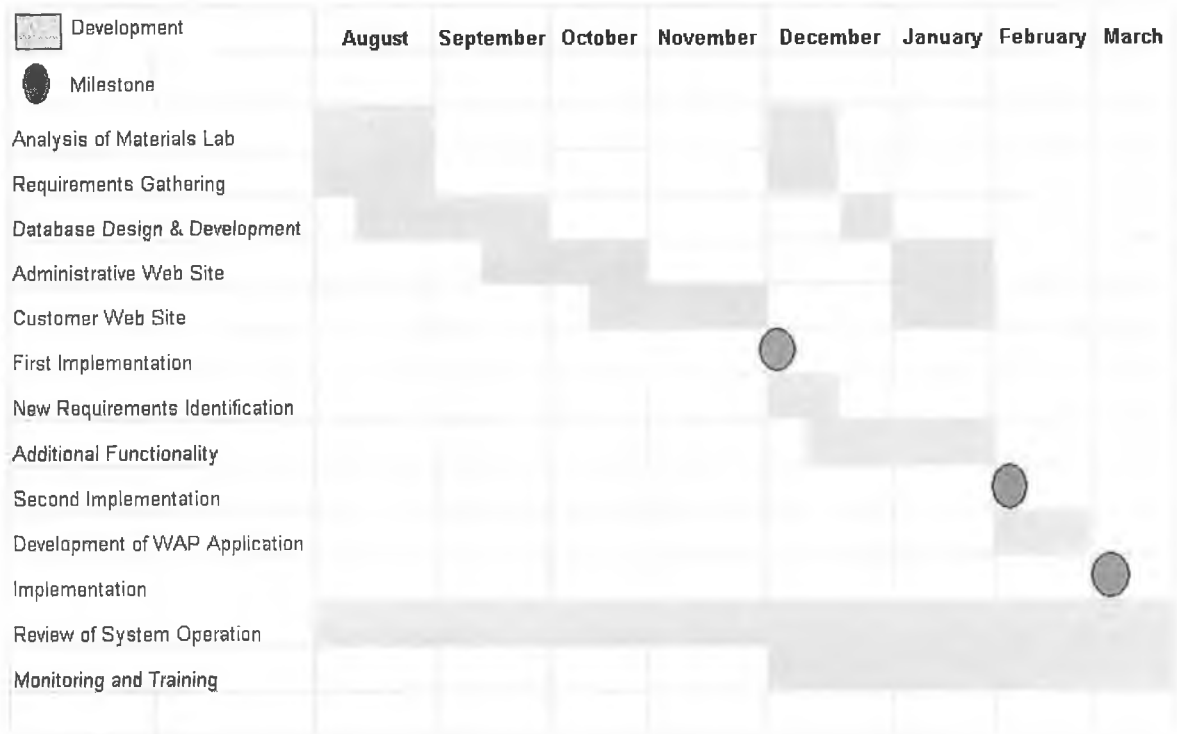 Development
August September October November December January February March
Milestone
Analysis of Materials Lab
Requirements Gathering
Database Design & Development
Administrative Web Site
Customer Web Site
First Implementation
New Requirements Identification
Additional Functionality
Second Implementation
Development of WAP Application
Implementation
Review of System Operation
Monitoring and Training